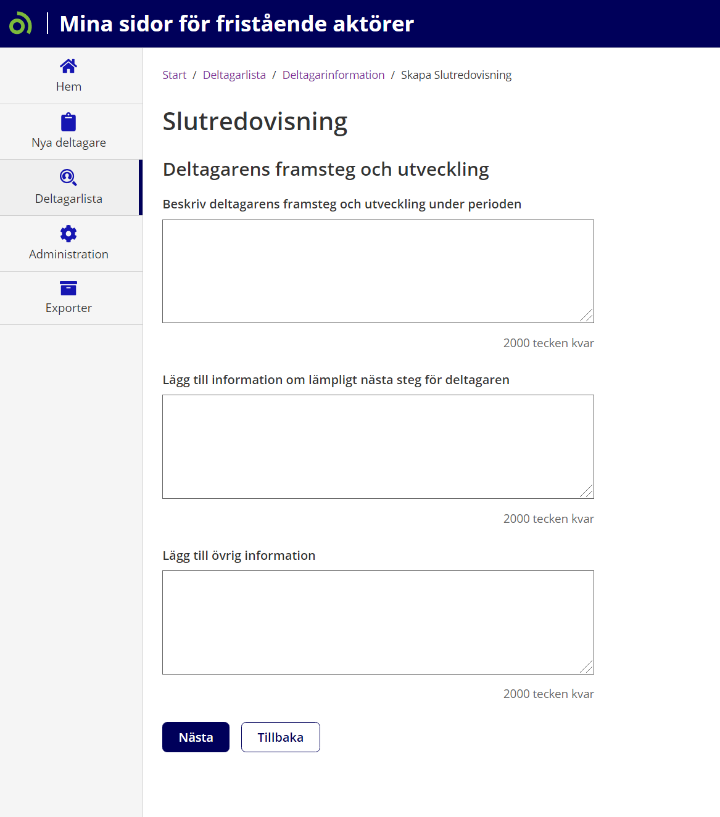 Mina sidor för fristående aktörer
Hem
Nya deltagare
Deltagarlista
Administration
Exporter
Start / Deltagarlista / Deltagarinformation / Skapa Slutredovisning
Slutredovisning
Deltagarens framsteg och utveckling
Beskriv deltagarens framsteg och utveckling under perioden
2000 tecken kvar
Lägg till information om lämpligt nästa steg för deltagaren
2000 tecken kvar
Lägg till övrig information
2000 tecken kvar
Nästa Tillbaka